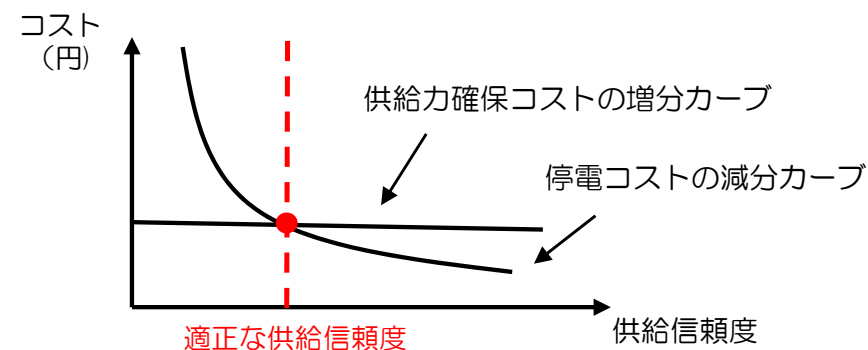 コスト
(円)
供給力確保コストの増分カーブ
停電コストの減分カーブ
適正な供給信頼度
供給信頼度